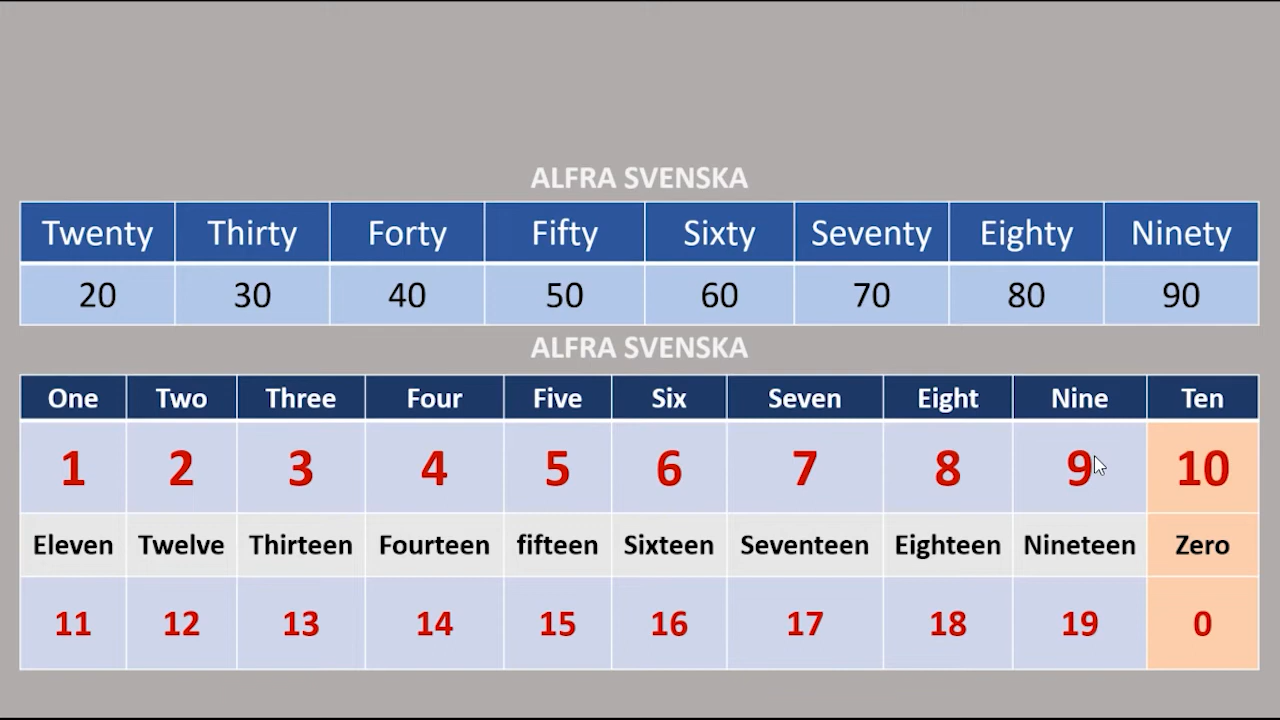 ALFRA SVENSKA
Twenty Thirty Forty Fifty Sixty Seventy Eighty Ninety
20 30 40 50 60 70 80 90
ALFRA SVENSKA
One Two Three Four Five Six Seven Eight Nine Ten
1 2 3 4 5 6 7 8 9 10
Eleven Twelve Thirteen Fourteen fifteen Sixteen Seventeen Eighteen Nineteen Zero
11 12 13 14 15 16 17 18 19 0